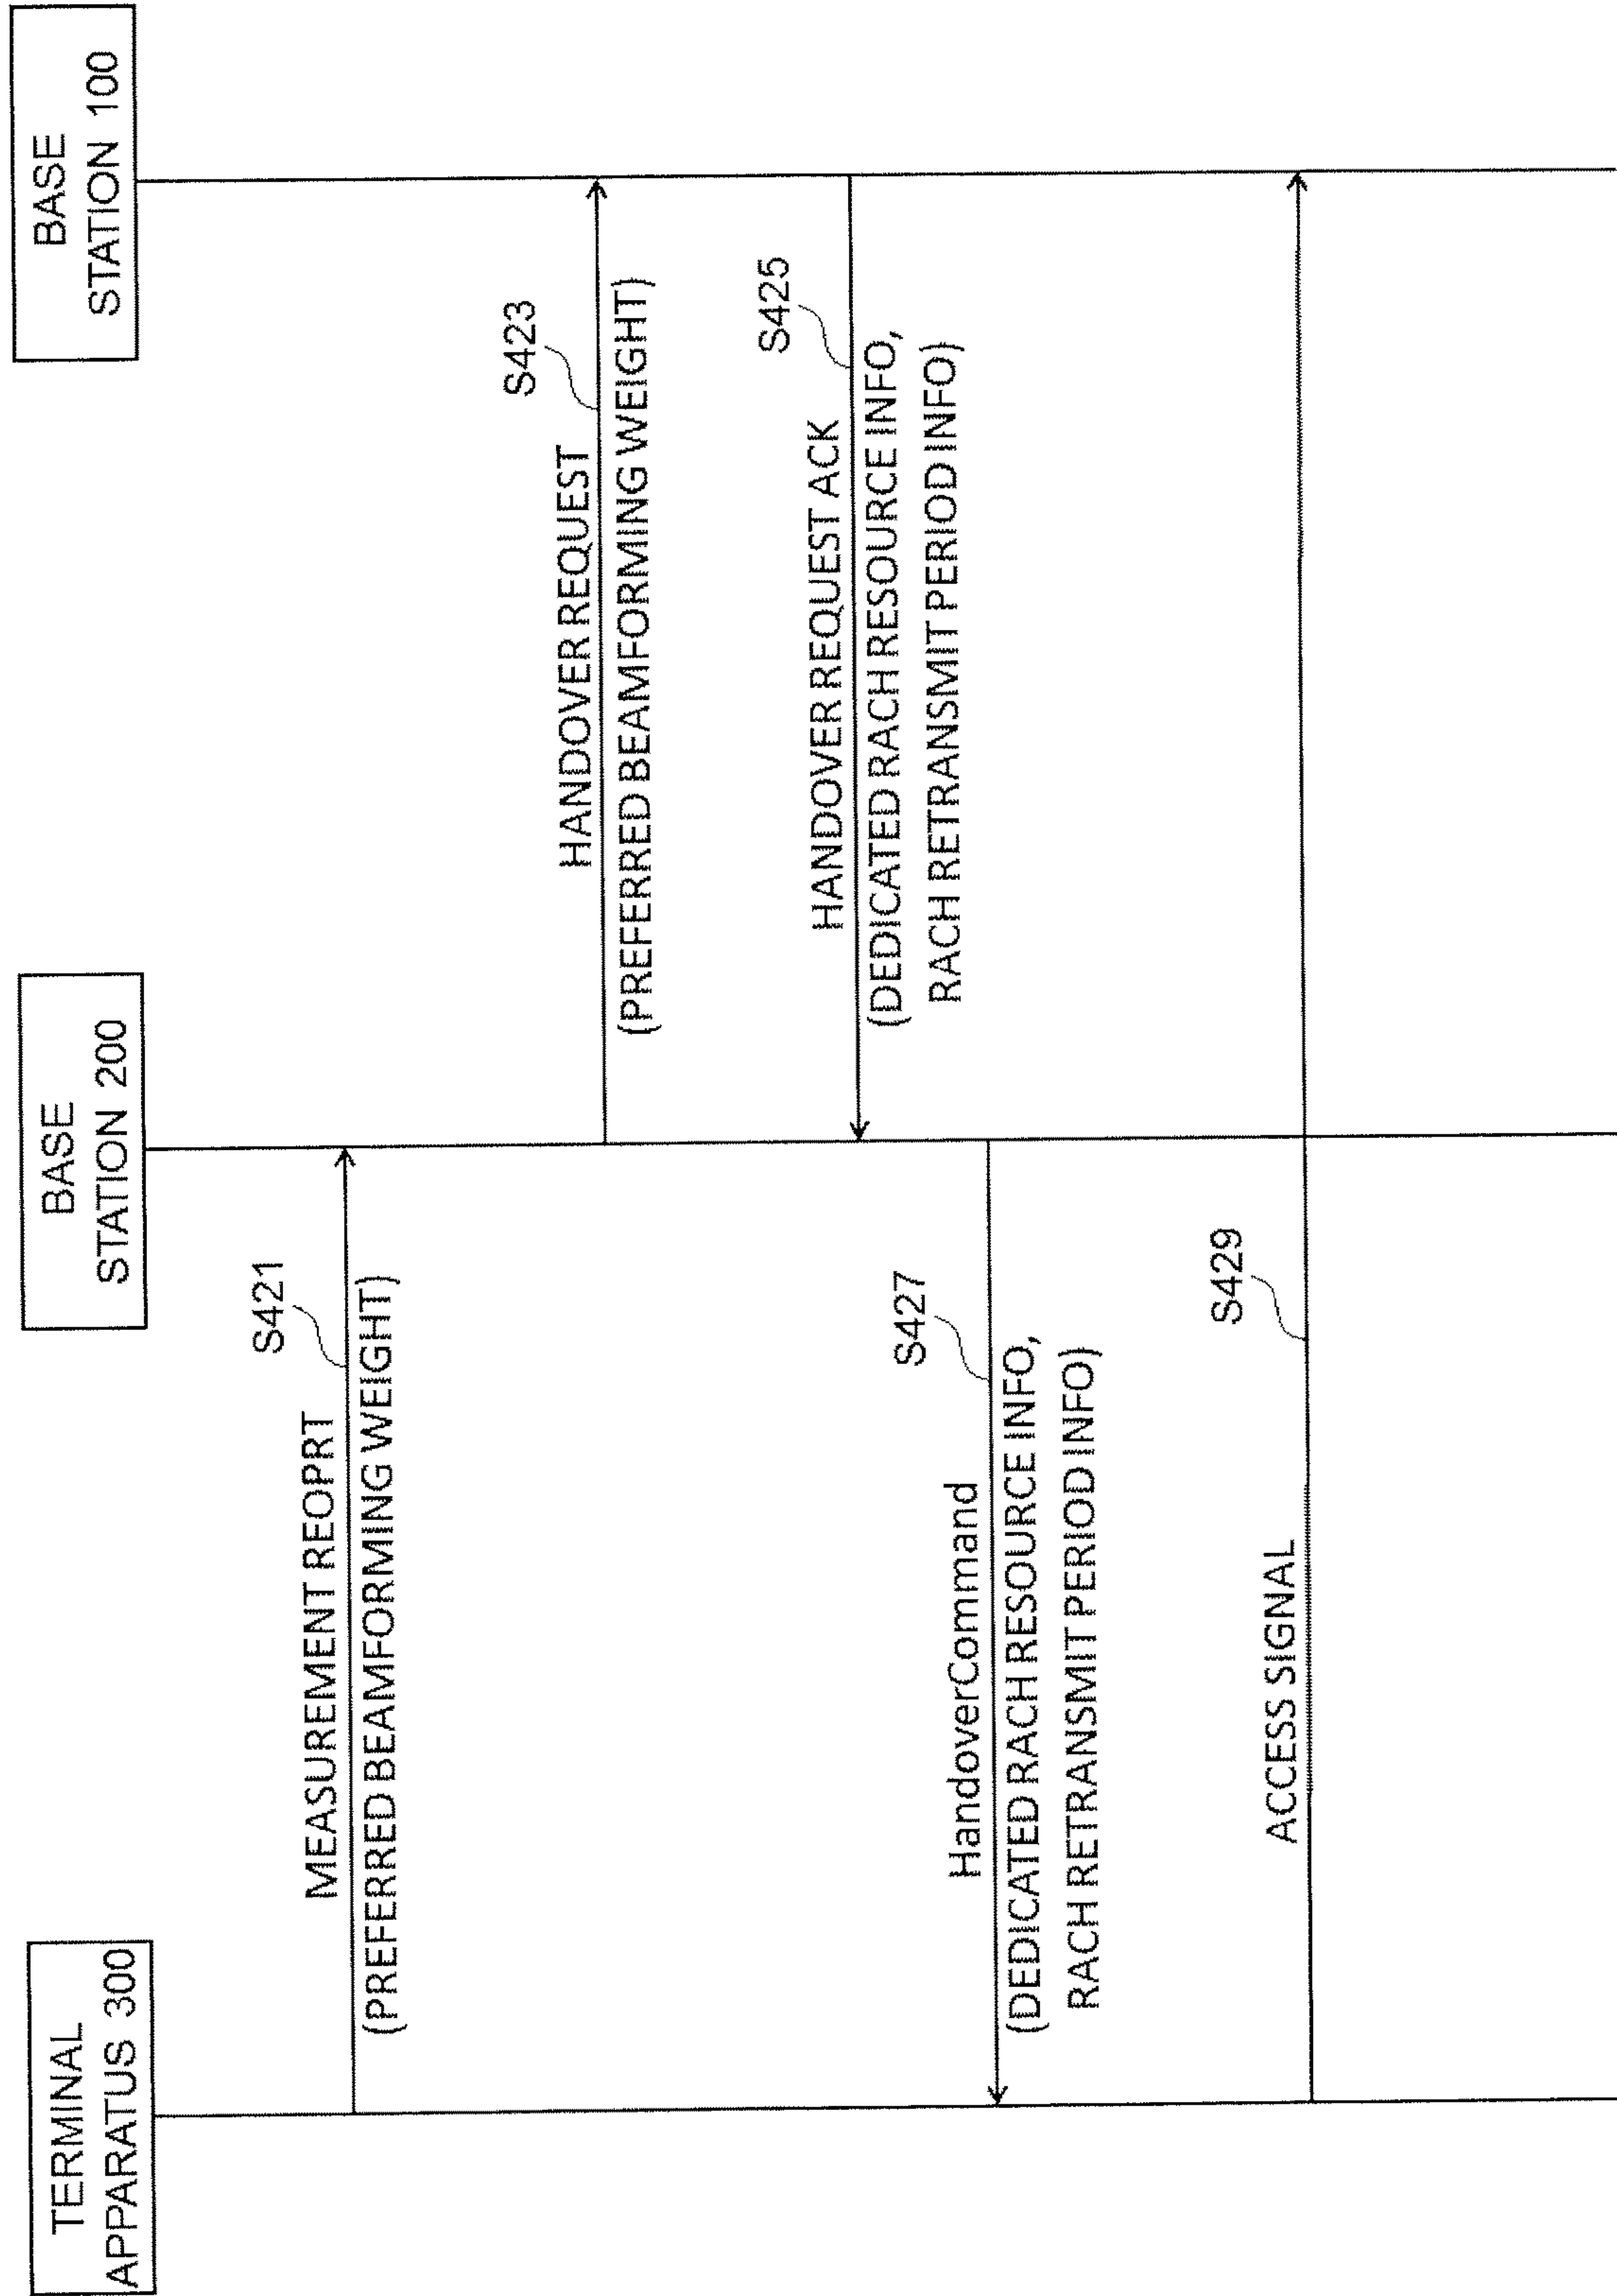 TERMINAL
APPARATUS 300
BASE
STATION 200
BASE
STATION 100
S421
MEASUREMENT REOPRT
(PREFERRED BEAMFORMING WEIGHT)
S423
HANDOVER REQUEST
(PREFERRED BEAMFORMING WEIGHT)
S425
HANDOVER REQUEST ACK
(DEDICATED RACH RESOURCE INFO,
RACH RETRANSMIT PERIOD INFO)
S427
HandoverCommand
(DEDICATED RACH RESOURCE INFO,
RACH RETRANSMIT PERIOD INFO)
S429
ACCESS SIGNAL